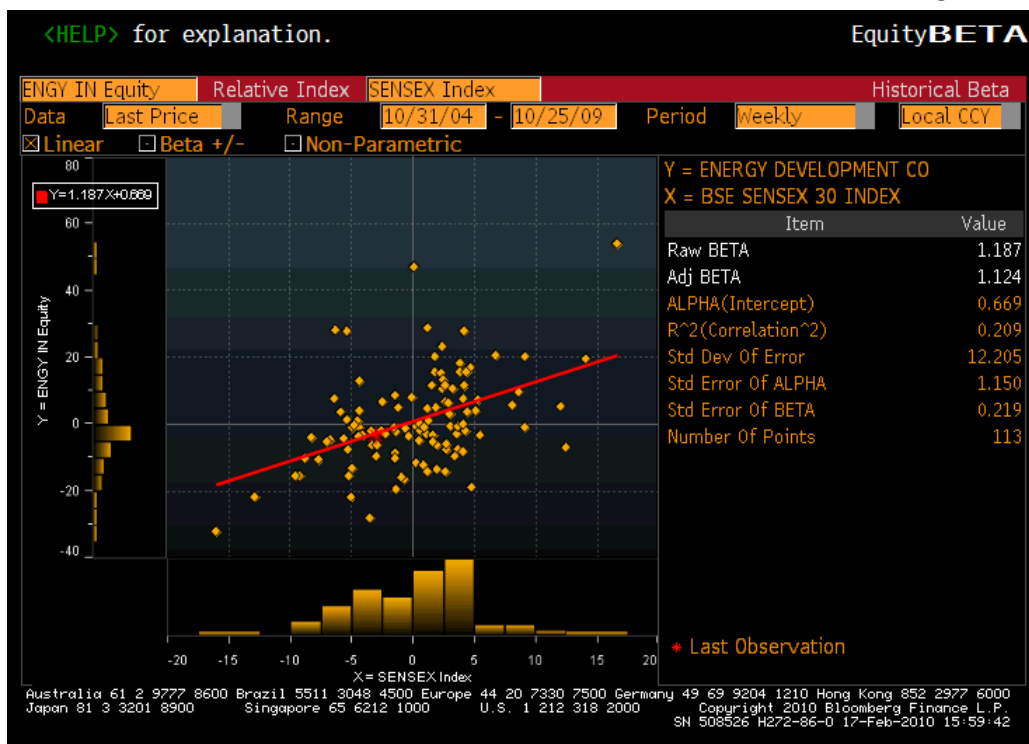 <HELP> for explanation. EquityBETA
ENGY IN Equity Relative Index SENSEX Index Historical Beta
Data Last Price Range 10/31/04 - 10/25/09 Period Weekly Local CCY
Linear Beta +/- Non-Parametric
Y = ENERGY DEVELOPMENT CO
X = BSE SENSEX 30 INDEX
Item Value
Raw BETA 1.187
Adj BETA 1.124
ALPHA(Intercept) 0.669
R^2(Correlation^2) 0.209
Std Dev Of Error 12.205
Std Error Of ALPHA 1.150
Std Error Of BETA 0.219
Number Of Points 113
* Last Observation
Y=1.187X+0.669
80
60
40
20
0
-20
-40
Y = ENGY IN Equity
-20 -15 -10 -5 0 5 10 15 20
X = SENSEX Index
Australia 61 2 9777 8600 Brazil 5511 3048 4500 Europe 44 20 7330 7500 Germany 49 69 9204 1210 Hong Kong 852 2977 6000
Japan 81 3 3201 8900 Singapore 65 6212 1000 U.S. 1 212 318 2000 Copyright 2010 Bloomberg Finance L.P.
SN 508526 H272-86-0 17-Feb-2010 15:59:42